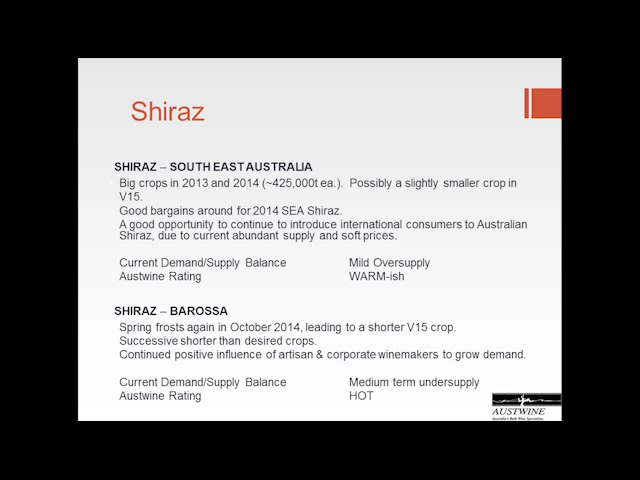 Shiraz
SHIRAZ – SOUTH EAST AUSTRALIA
Big crops in 2013 and 2014 (~425,000t ea.). Possibly a slightly smaller crop in
V15.
Good bargains around for 2014 SEA Shiraz.
A good opportunity to continue to introduce international consumers to Australian
Shiraz, due to current abundant supply and soft prices.
Current Demand/Supply Balance Mild Oversupply
Austwine Rating WARM-ish
SHIRAZ – BAROSSA
Spring frosts again in October 2014, leading to a shorter V15 crop.
Successive shorter than desired crops.
Continued positive influence of artisan & corporate winemakers to grow demand.
Current Demand/Supply Balance Medium term undersupply
Austwine Rating HOT
AUSTWINE
Australia's Bulk Wine Specialists